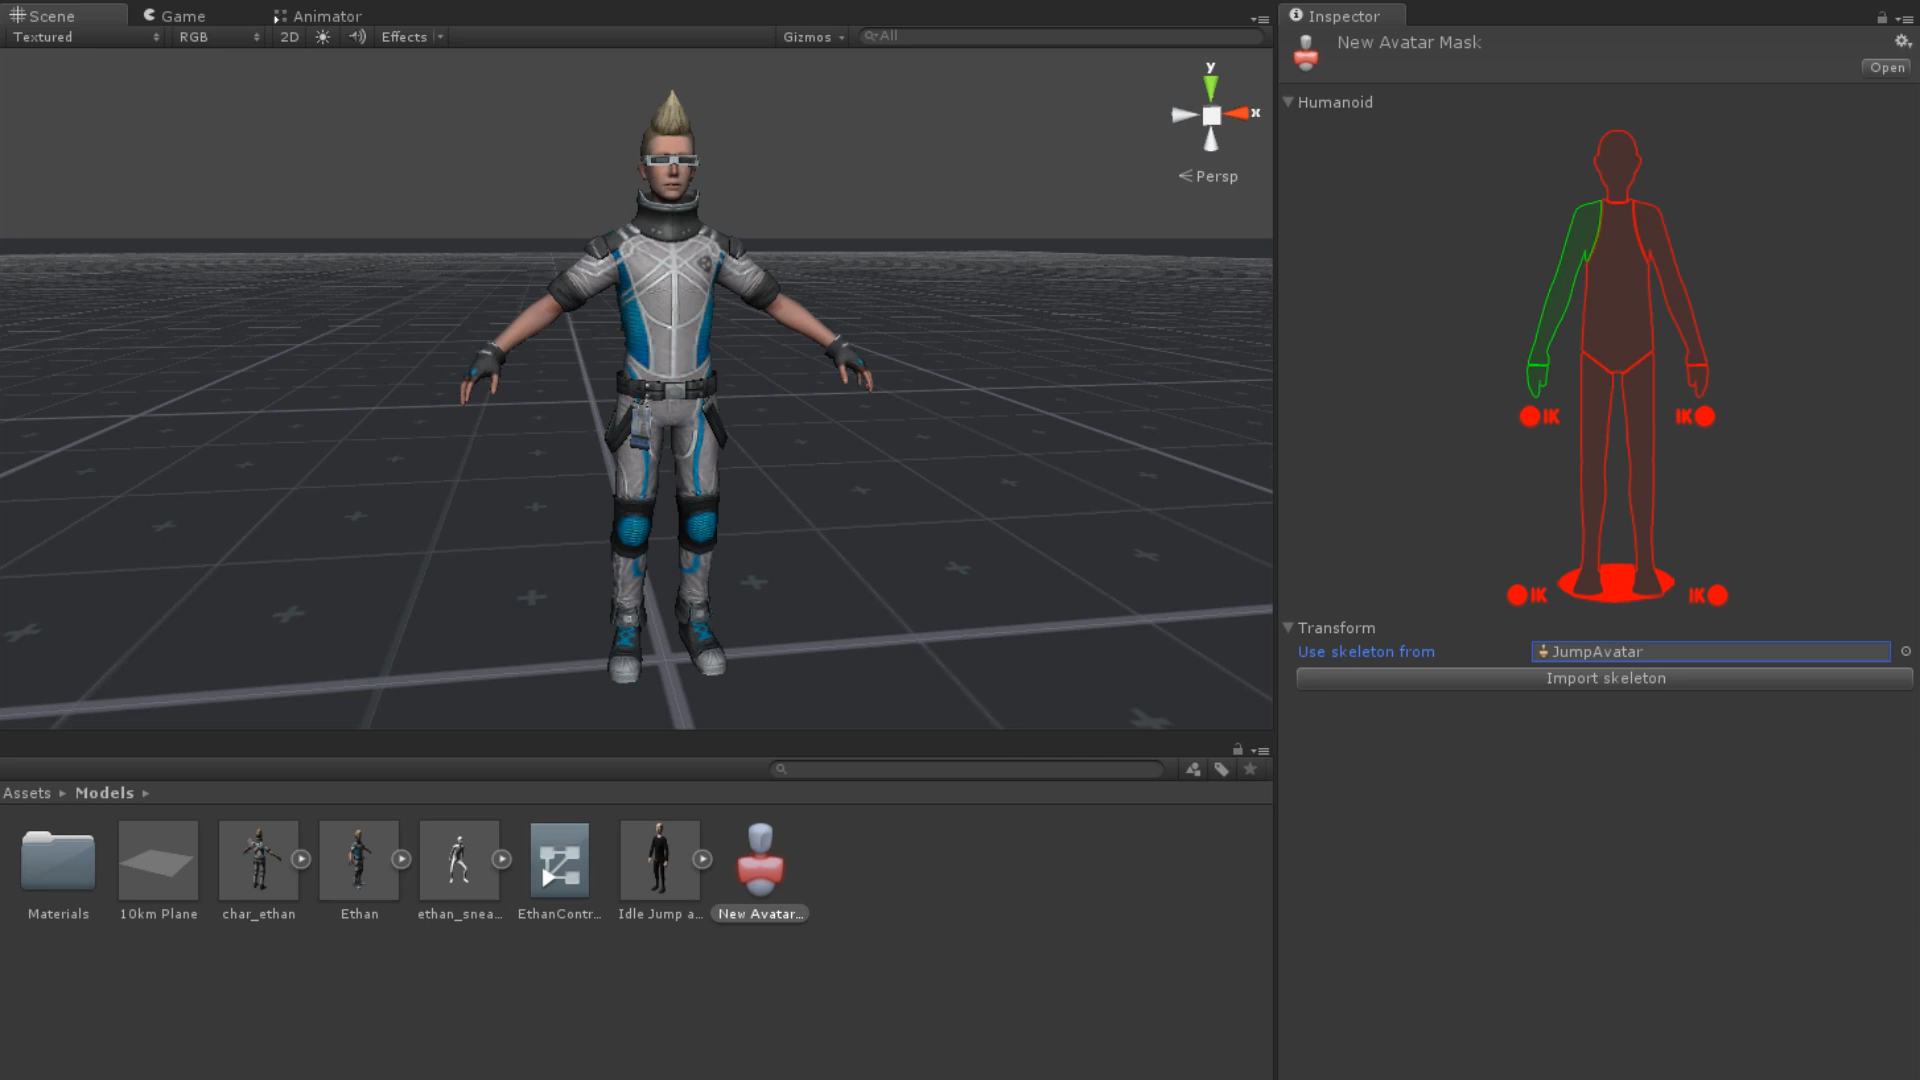 Scene
Game
Animator
Textured
RGB
2D
Effects
Gizmos
All
y
x
Persp
Assets
Models
Materials
10km Plane
char_ethan
Ethan
ethan_snea...
EthanContr...
Idle Jump a...
New Avatar...
Inspector
New Avatar Mask
Open
Humanoid
IK
IK
IK
IK
Transform
Use skeleton from
JumpAvatar
Import skeleton